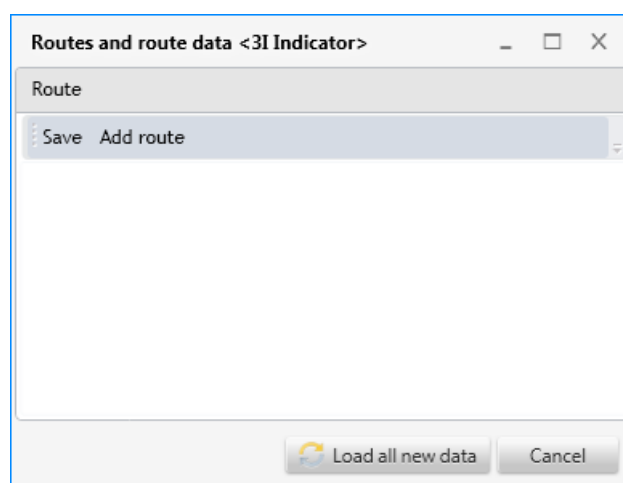 Routes and route data <3I Indicator>
Route
Save Add route
Load all new data Cancel